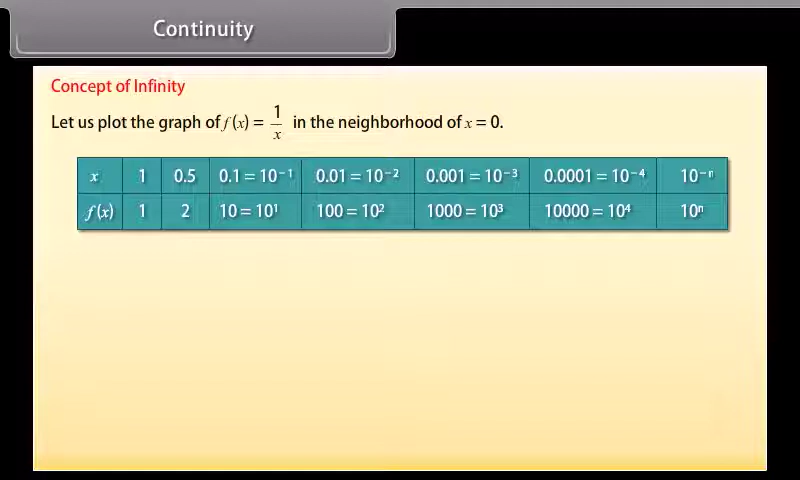 Continuity
Concept of Infinity
Let us plot the graph of f (x) = 1/x in the neighborhood of x = 0.
x 1 0.5 0.1 = 10⁻¹ 0.01 = 10⁻² 0.001 = 10⁻³ 0.0001 = 10⁻⁴ 10⁻ⁿ
f (x) 1 2 10 = 10¹ 100 = 10² 1000 = 10³ 10000 = 10⁴ 10ⁿ